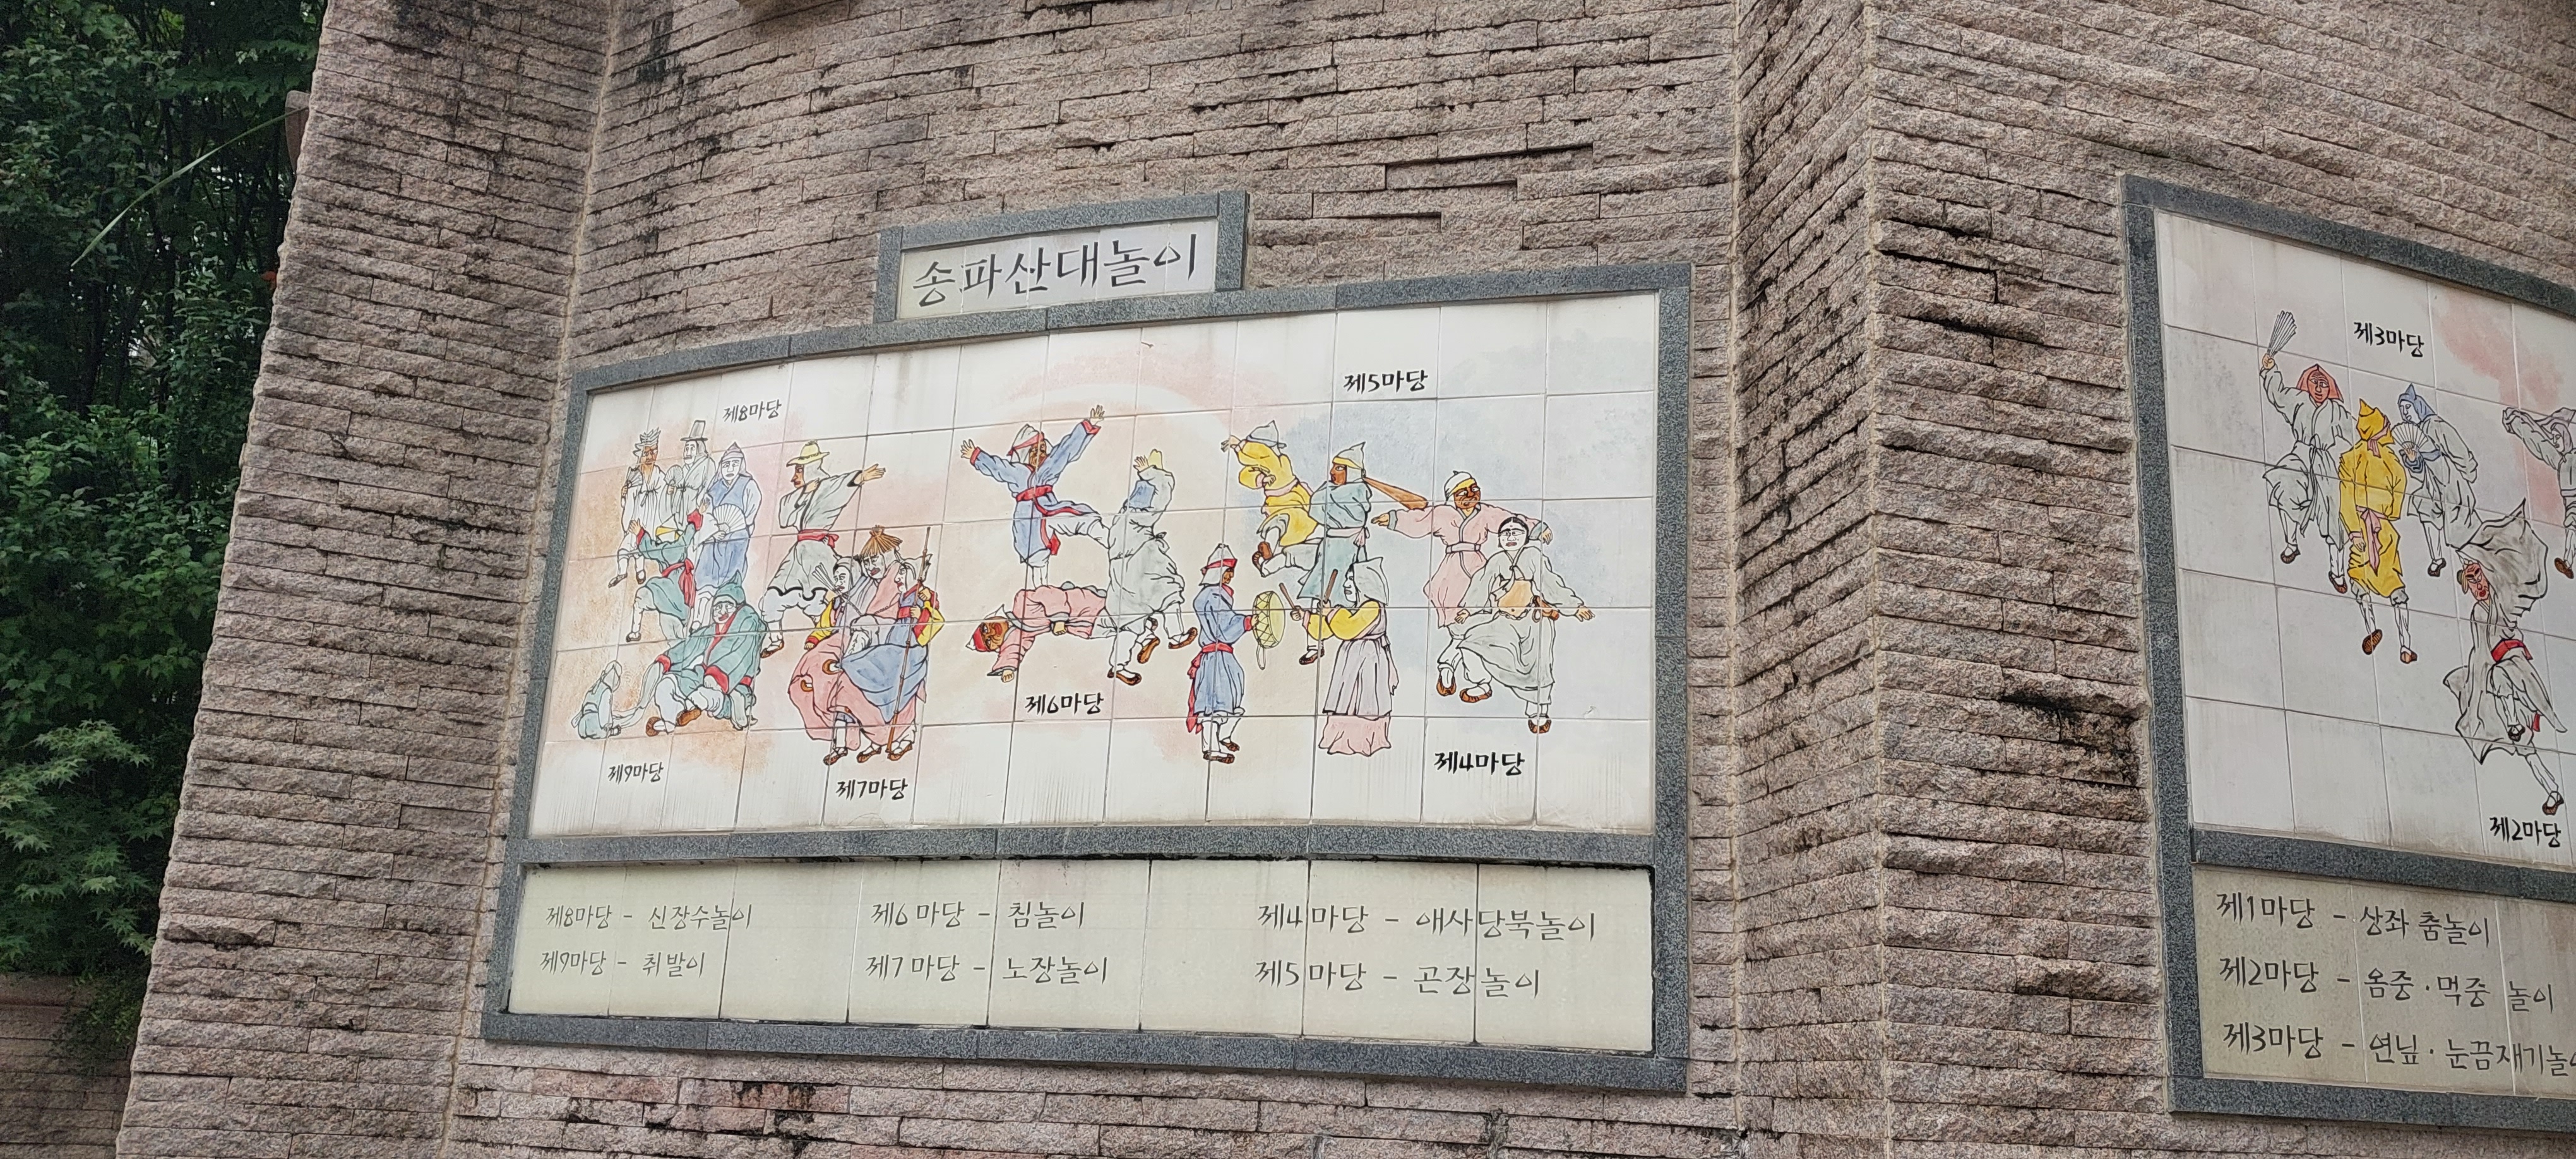 송파산대놀이
제8마당
제5마당
제6마당
제9마당
제7마당
제4마당
제8마당 - 신장수놀이
제9마당 - 취발이
제6마당 - 침놀이
제7마당 - 노장놀이
제4마당 - 애사당북놀이
제5마당 - 곤장놀이
제3마당
제2마당
제1마당 - 상좌 춤놀이
제2마당 - 옴중·먹중 놀이
제3마당 - 연닢·눈끔재기놀